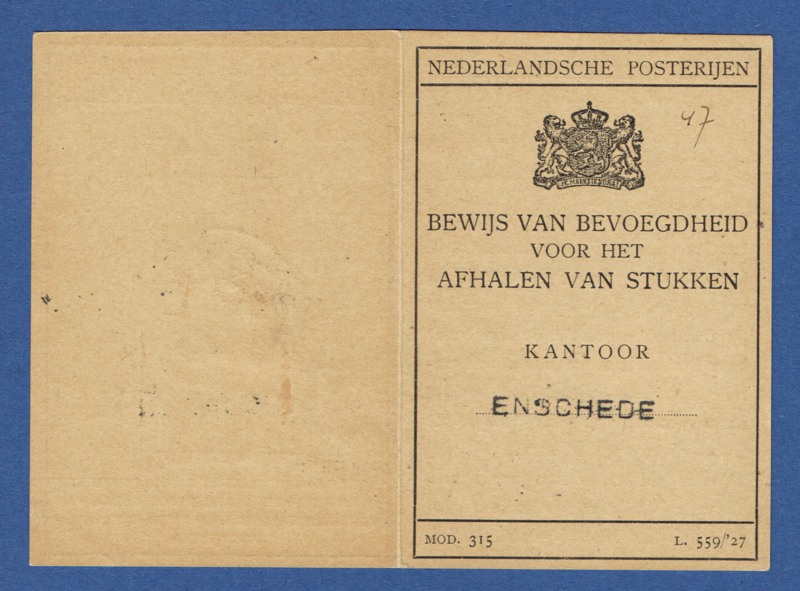 NEDERLANDSCHE POSTERIJEN
47
JE MAINTIENDRAI
BEWIJS VAN BEVOEGDHEID
VOOR HET
AFHALEN VAN STUKKEN
KANTOOR
ENSCHEDE
MOD. 315 L. 559/'27